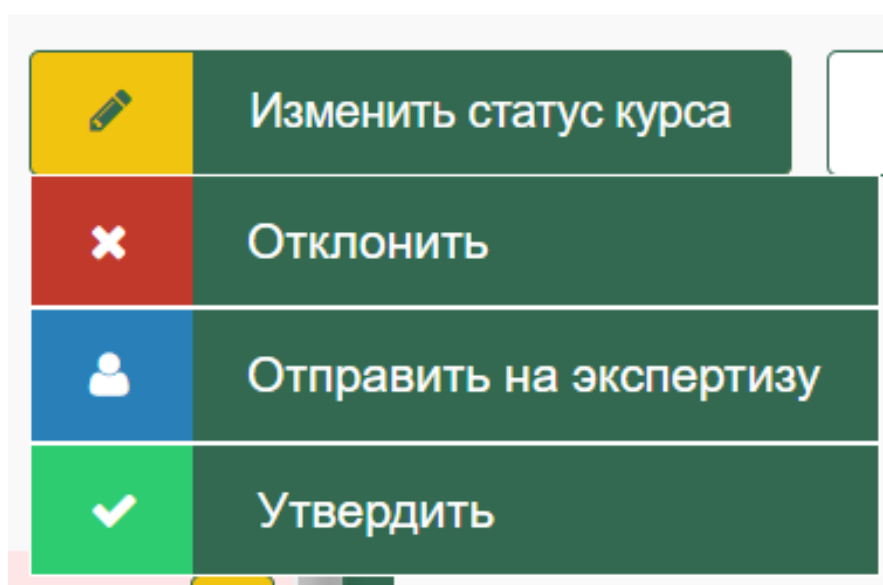 Изменить статус курса
Отклонить
Отправить на экспертизу
Утвердить